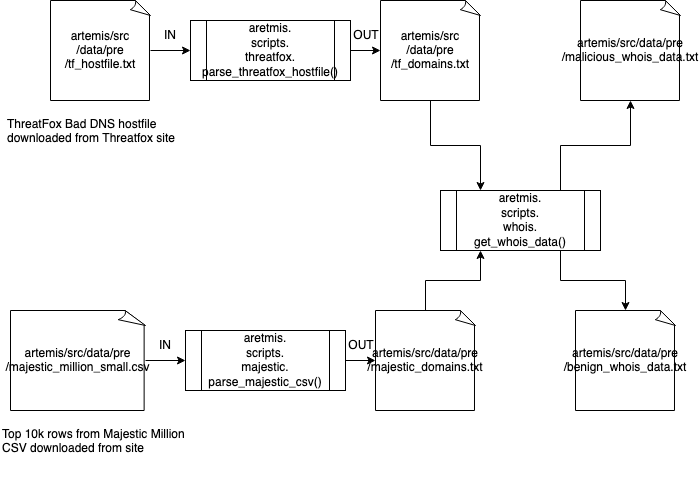 artemis/src
/data/pre
/tf_hostfile.txt
IN
aretmis.
scripts.
threatfox.
parse_threatfox_hostfile()
OUT
artemis/src
/data/pre
/tf_domains.txt
artemis/src/data/pre
/malicious_whois_data.txt
ThreatFox Bad DNS hostfile
downloaded from Threatfox site
aretmis.
scripts.
whois.
get_whois_data()
artemis/src/data/pre
/majestic_million_small.csv
IN
aretmis.
scripts.
majestic.
parse_majestic_csv()
OUT
artemis/src/data/pre
/majestic_domains.txt
artemis/src/data/pre
/benign_whois_data.txt
Top 10k rows from Majestic Million
CSV downloaded from site